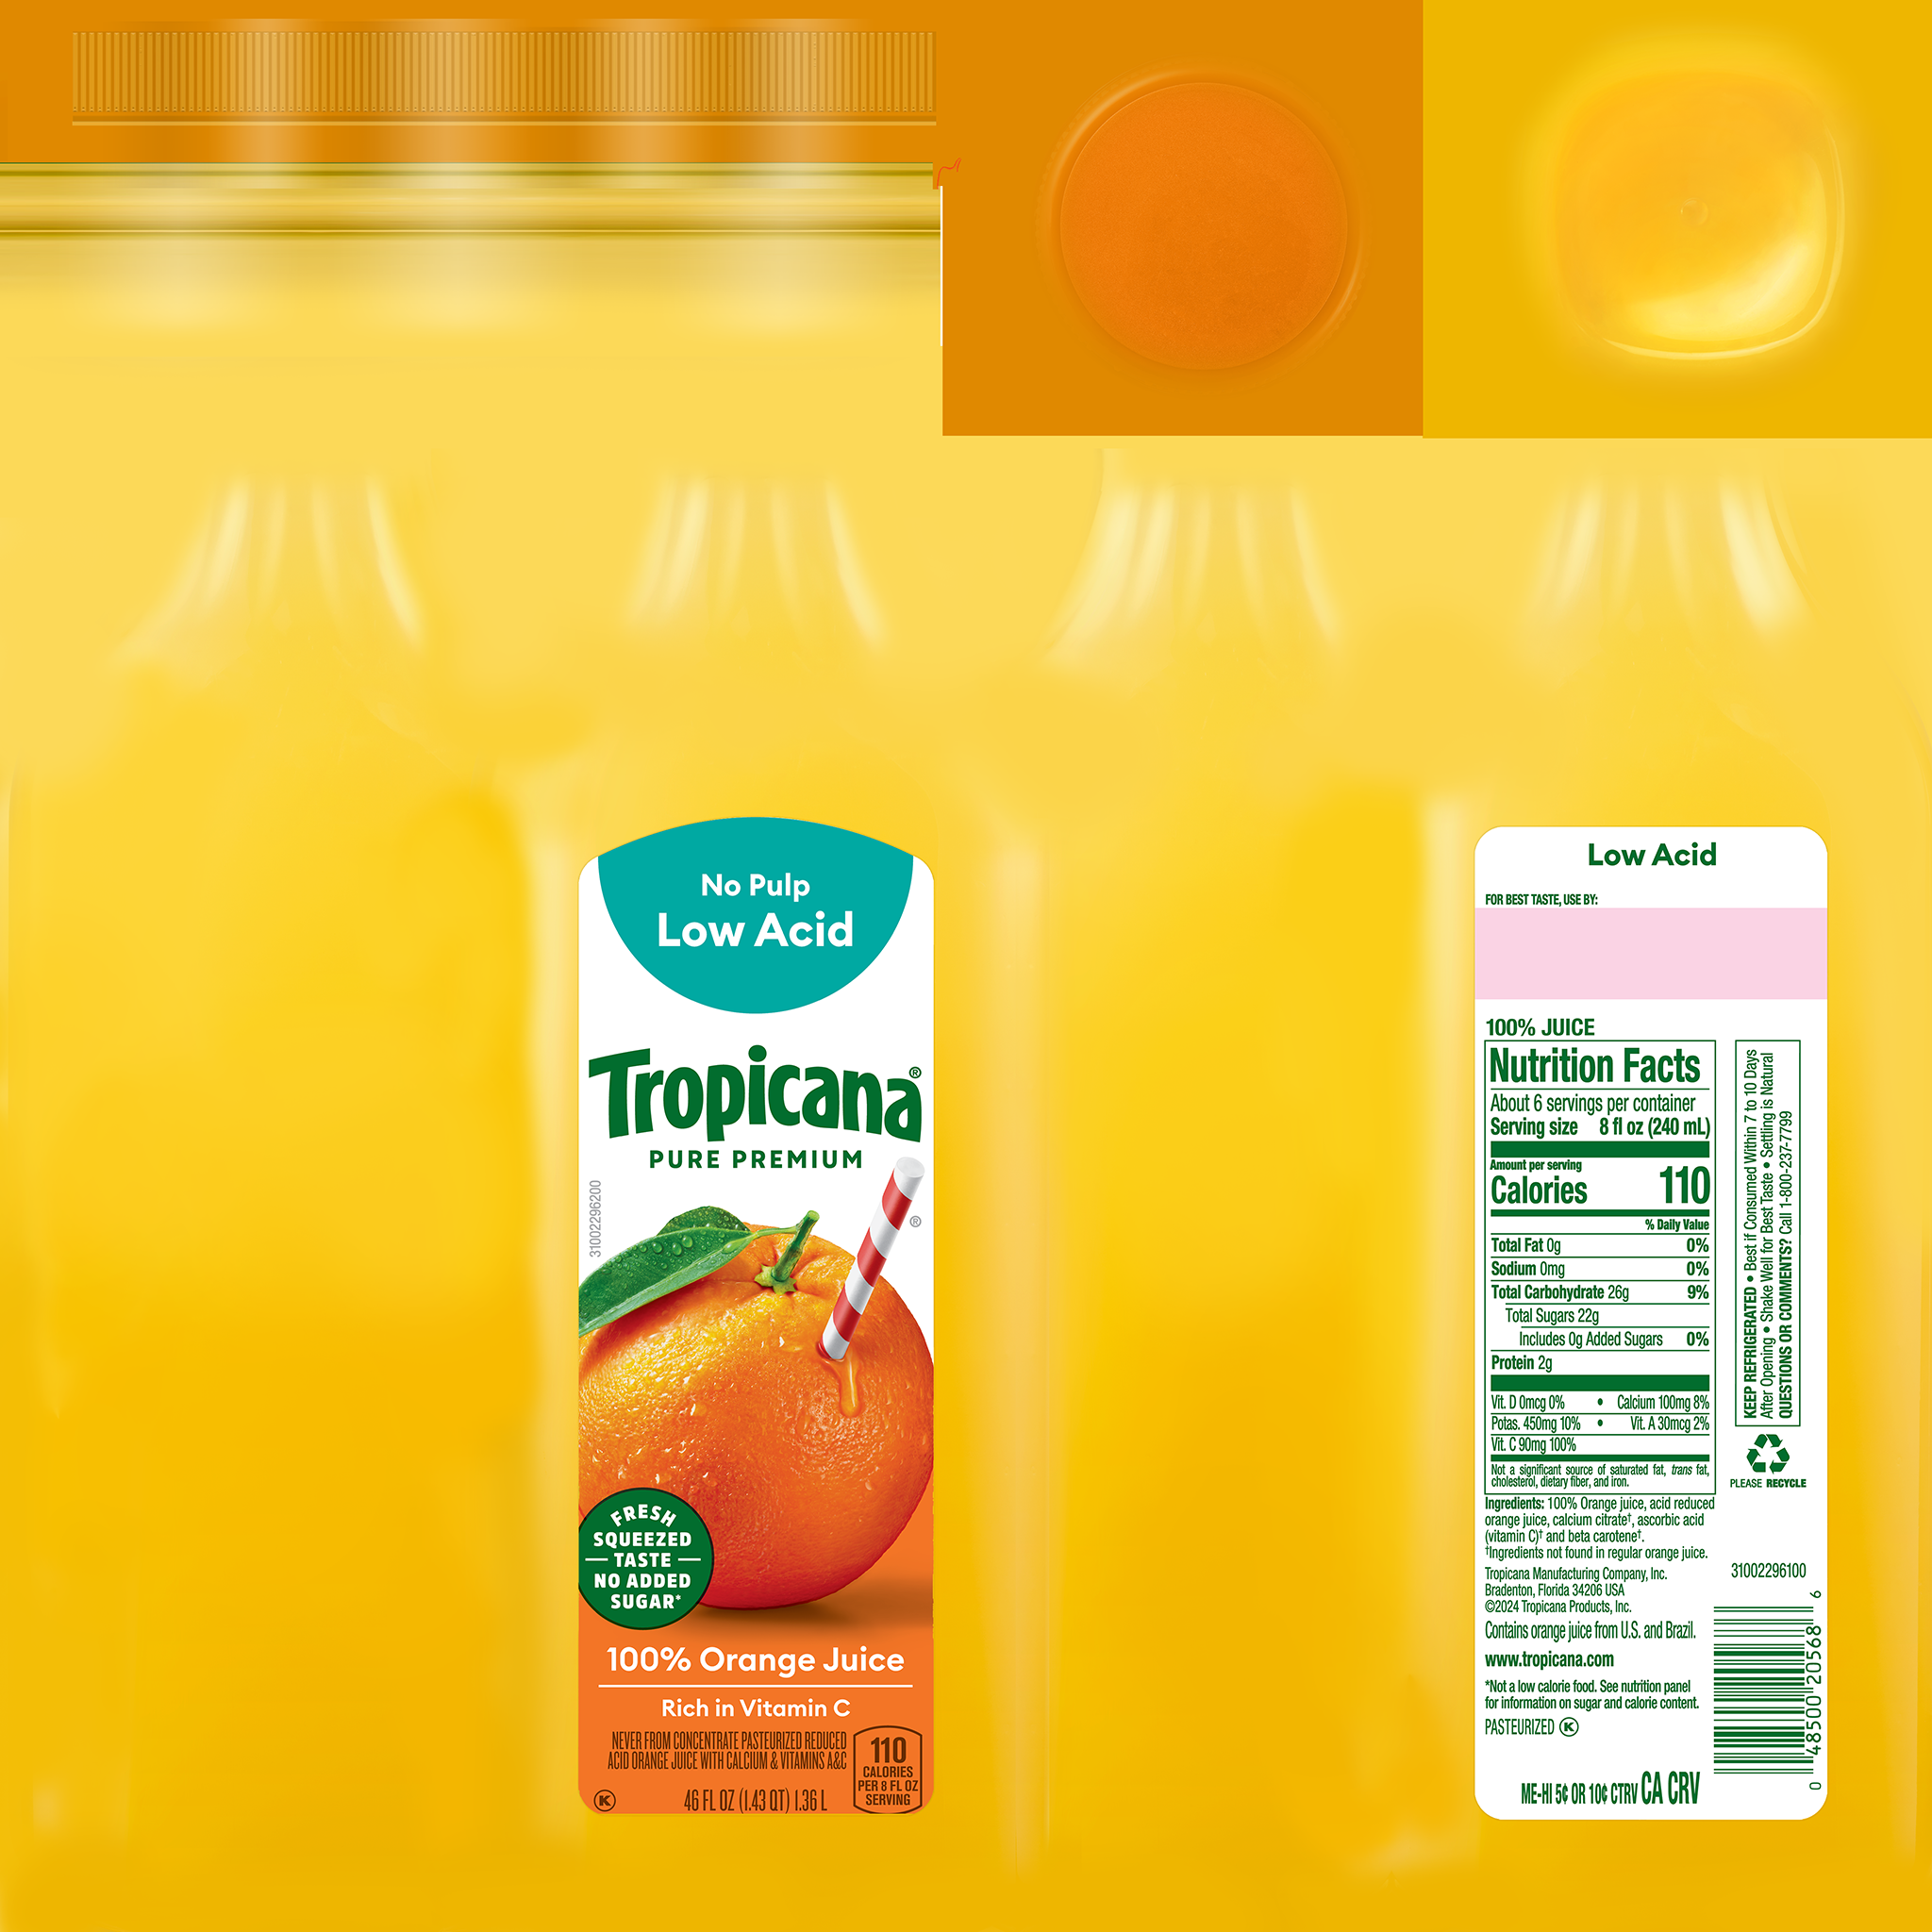 No Pulp
Low Acid
Tropicana®
PURE PREMIUM
31002296200
®
FRESH
SQUEEZED
TASTE
NO ADDED
SUGAR*
100% Orange Juice
Rich in Vitamin C
NEVER FROM CONCENTRATE PASTEURIZED REDUCED
ACID ORANGE JUICE WITH CALCIUM & VITAMINS A&C
110
CALORIES
PER 8 FL OZ
SERVING
K
46 FL OZ (1.43 QT) 1.36 L
Low Acid
FOR BEST TASTE, USE BY:
100% JUICE
Nutrition Facts
About 6 servings per container
Serving size 8 fl oz (240 mL)
Amount per serving
Calories 110
% Daily Value
Total Fat 0g 0%
Sodium 0mg 0%
Total Carbohydrate 26g 9%
Total Sugars 22g
Includes 0g Added Sugars 0%
Protein 2g
Vit. D 0mcg 0% • Calcium 100mg 8%
Potas. 450mg 10% • Vit. A 30mcg 2%
Vit. C 90mg 100%
Not a significant source of saturated fat, trans fat,
cholesterol, dietary fiber, and iron.
KEEP REFRIGERATED • Best if Consumed Within 7 to 10 Days
After Opening • Shake Well for Best Taste • Settling is Natural
QUESTIONS OR COMMENTS? Call 1-800-237-7799
PLEASE RECYCLE
Ingredients: 100% Orange juice, acid reduced
orange juice, calcium citrate†, ascorbic acid
(vitamin C)† and beta carotene†.
†Ingredients not found in regular orange juice.
Tropicana Manufacturing Company, Inc.
Bradenton, Florida 34206 USA
©2024 Tropicana Products, Inc.
Contains orange juice from U.S. and Brazil.
www.tropicana.com
*Not a low calorie food. See nutrition panel
for information on sugar and calorie content.
PASTEURIZED K
31002296100
0 48500 20568 6
ME-HI 5¢ OR 10¢ CTRV CA CRV